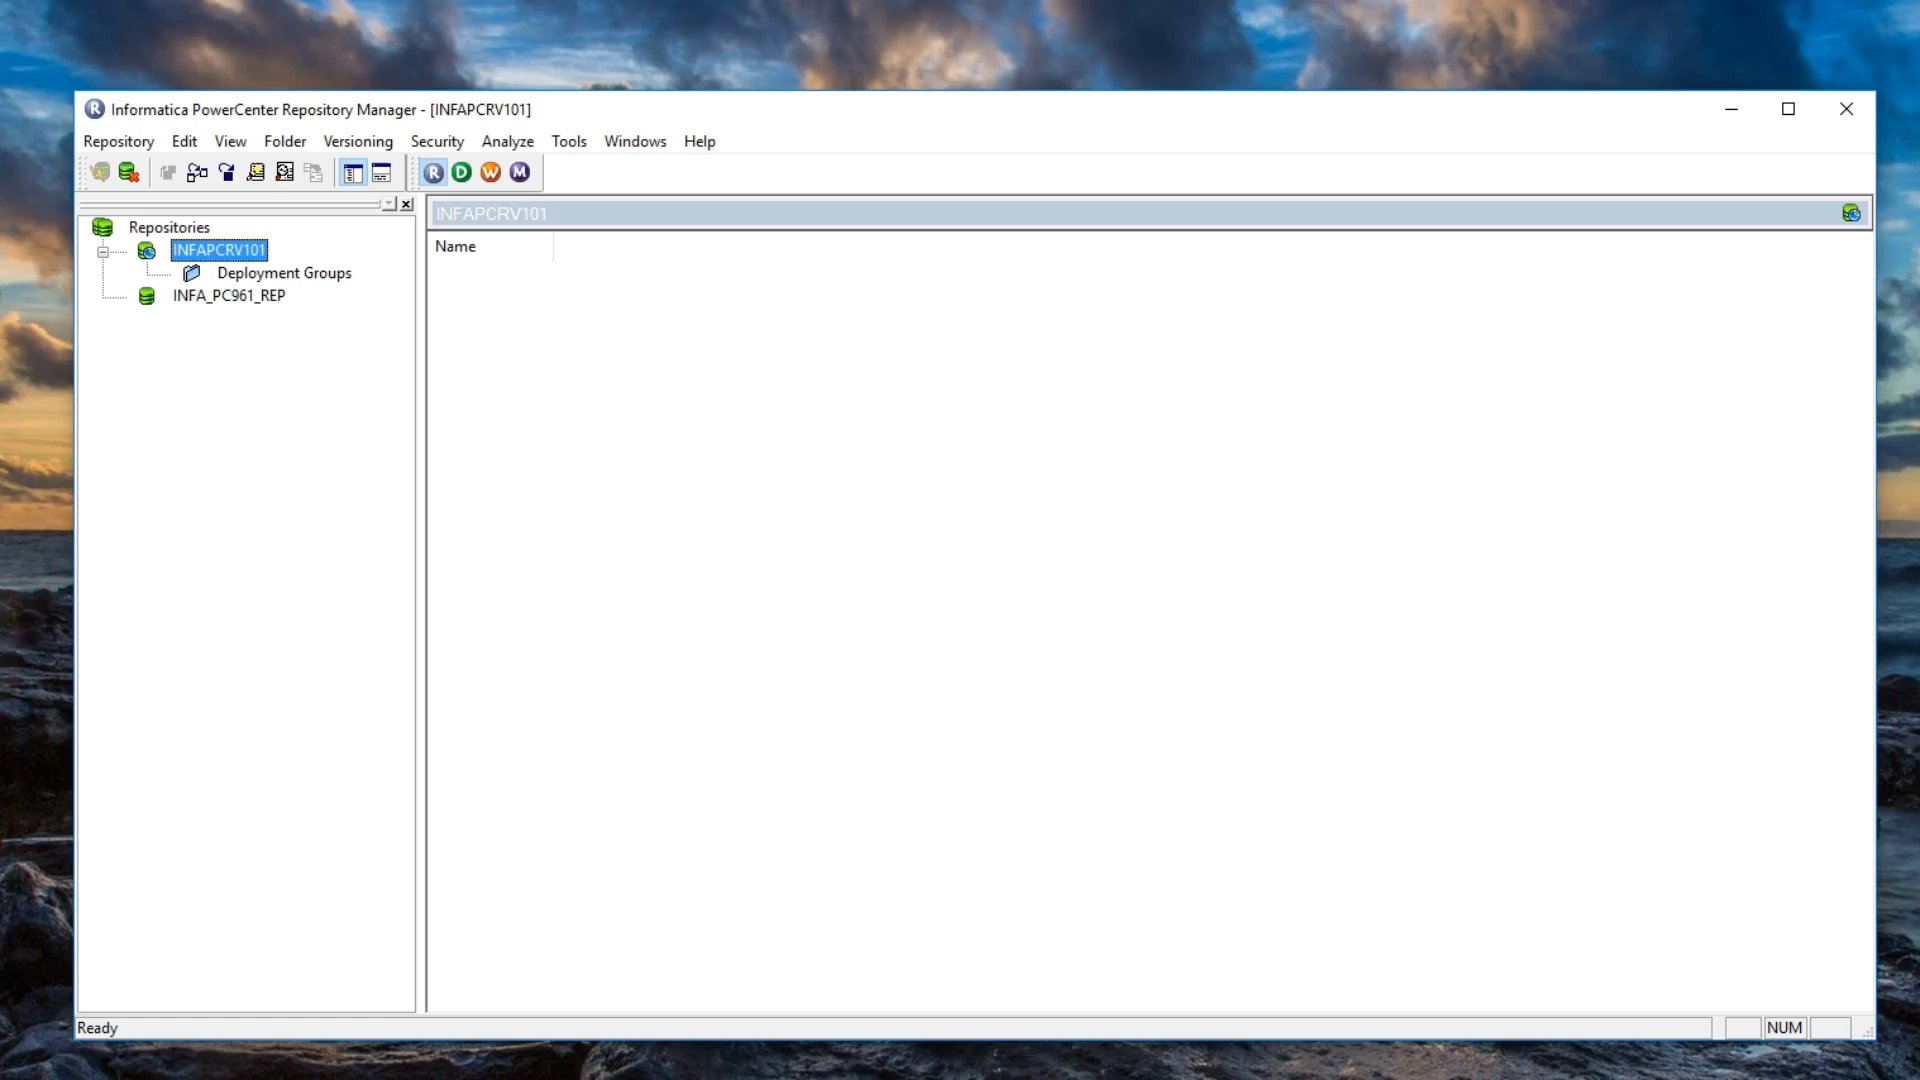 R Informatica PowerCenter Repository Manager - [INFAPCRV101]
Repository Edit View Folder Versioning Security Analyze Tools Windows Help
R D W M
Repositories
INFAPCRV101
Deployment Groups
INFA_PC961_REP
INFAPCRV101
Name
Ready
NUM